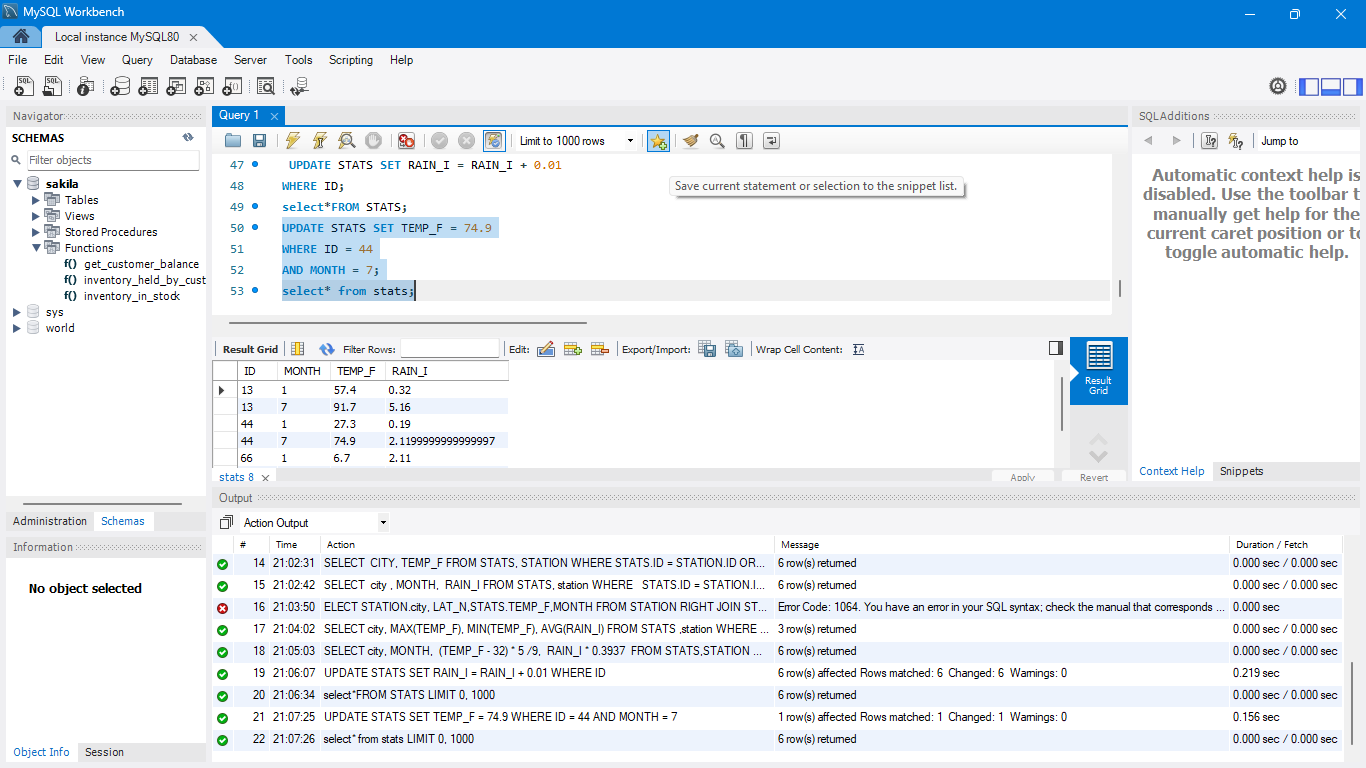 MySQL Workbench
Local instance MySQL80
File Edit View Query Database Server Tools Scripting Help
Navigator
SCHEMAS
Filter objects
sakila
Tables
Views
Stored Procedures
Functions
f() get_customer_balance
f() inventory_held_by_cust
f() inventory_in_stock
sys
world
Administration Schemas
Information
No object selected
Object Info Session
Query 1
Limit to 1000 rows
47 UPDATE STATS SET RAIN_I = RAIN_I + 0.01
48 WHERE ID;
49 select*FROM STATS;
50 UPDATE STATS SET TEMP_F = 74.9
51 WHERE ID = 44
52 AND MONTH = 7;
53 select* from stats;
Save current statement or selection to the snippet list.
Result Grid Filter Rows: Edit: Export/Import: Wrap Cell Content:
ID MONTH TEMP_F RAIN_I
13 1 57.4 0.32
13 7 91.7 5.16
44 1 27.3 0.19
44 7 74.9 2.1199999999999997
66 1 6.7 2.11
Result
Grid
stats 8
Apply Revert
SQLAdditions
Jump to
Automatic context help is
disabled. Use the toolbar t
manually get help for the
current caret position or to
toggle automatic help.
Context Help Snippets
Output
Action Output
# Time Action Message Duration / Fetch
14 21:02:31 SELECT CITY, TEMP_F FROM STATS, STATION WHERE STATS.ID = STATION.ID OR... 6 row(s) returned 0.000 sec / 0.000 sec
15 21:02:42 SELECT city , MONTH, RAIN_I FROM STATS, station WHERE STATS.ID = STATION.I... 6 row(s) returned 0.000 sec / 0.000 sec
16 21:03:50 ELECT STATION.city, LAT_N,STATS.TEMP_F,MONTH FROM STATION RIGHT JOIN ST... Error Code: 1064. You have an error in your SQL syntax; check the manual that corresponds ... 0.000 sec
17 21:04:02 SELECT city, MAX(TEMP_F), MIN(TEMP_F), AVG(RAIN_I) FROM STATS ,station WHERE ... 3 row(s) returned 0.000 sec / 0.000 sec
18 21:05:03 SELECT city, MONTH, (TEMP_F - 32) * 5 /9, RAIN_I * 0.3937 FROM STATS,STATION ... 6 row(s) returned 0.000 sec / 0.000 sec
19 21:06:07 UPDATE STATS SET RAIN_I = RAIN_I + 0.01 WHERE ID 6 row(s) affected Rows matched: 6 Changed: 6 Warnings: 0 0.219 sec
20 21:06:34 select*FROM STATS LIMIT 0, 1000 6 row(s) returned 0.000 sec / 0.000 sec
21 21:07:25 UPDATE STATS SET TEMP_F = 74.9 WHERE ID = 44 AND MONTH = 7 1 row(s) affected Rows matched: 1 Changed: 1 Warnings: 0 0.156 sec
22 21:07:26 select* from stats LIMIT 0, 1000 6 row(s) returned 0.000 sec / 0.000 sec